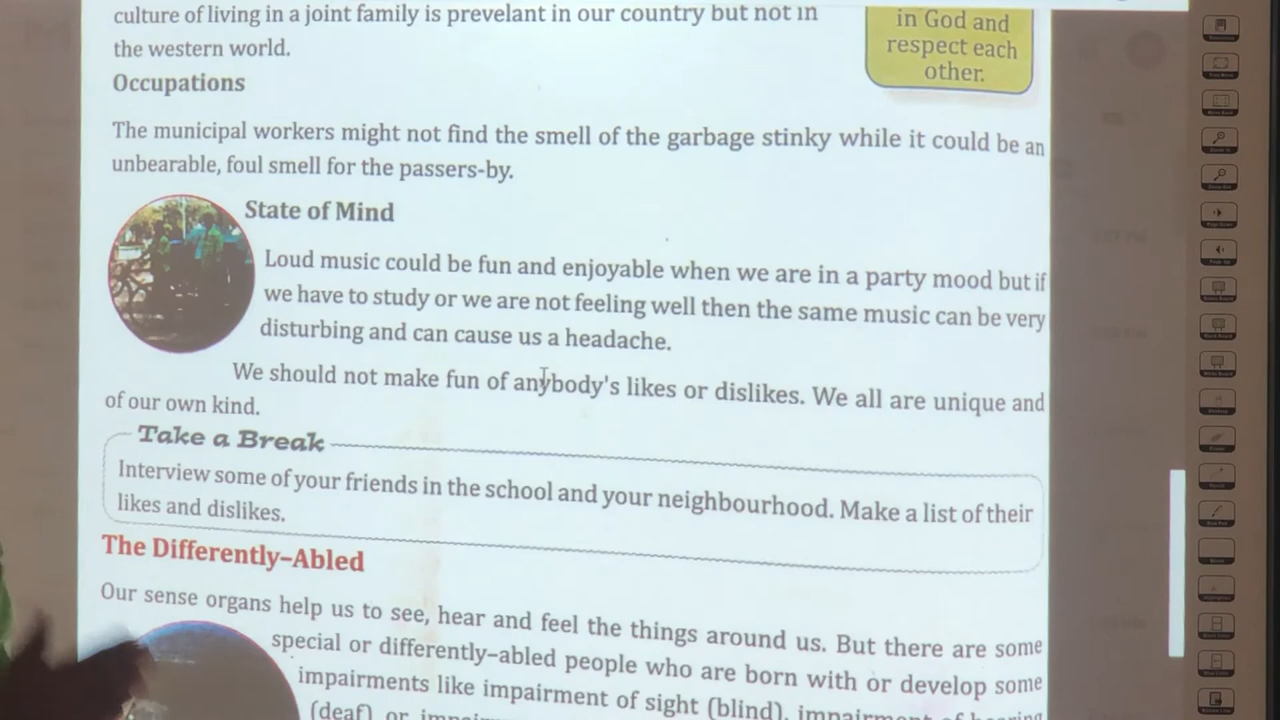 culture of living in a joint family is prevelant in our country but not in
the western world.
in God and
respect each
other.
Occupations
The municipal workers might not find the smell of the garbage stinky while it could be an
unbearable, foul smell for the passers-by.
State of Mind
Loud music could be fun and enjoyable when we are in a party mood but if
we have to study or we are not feeling well then the same music can be very
disturbing and can cause us a headache.
We should not make fun of anybody's likes or dislikes. We all are unique and
of our own kind.
Take a Break
Interview some of your friends in the school and your neighbourhood. Make a list of their
likes and dislikes.
The Differently–Abled
Our sense organs help us to see, hear and feel the things around us. But there are some
special or differently–abled people who are born with or develop some
impairments like impairment of sight (blind), impairment of hearing
(deaf) or